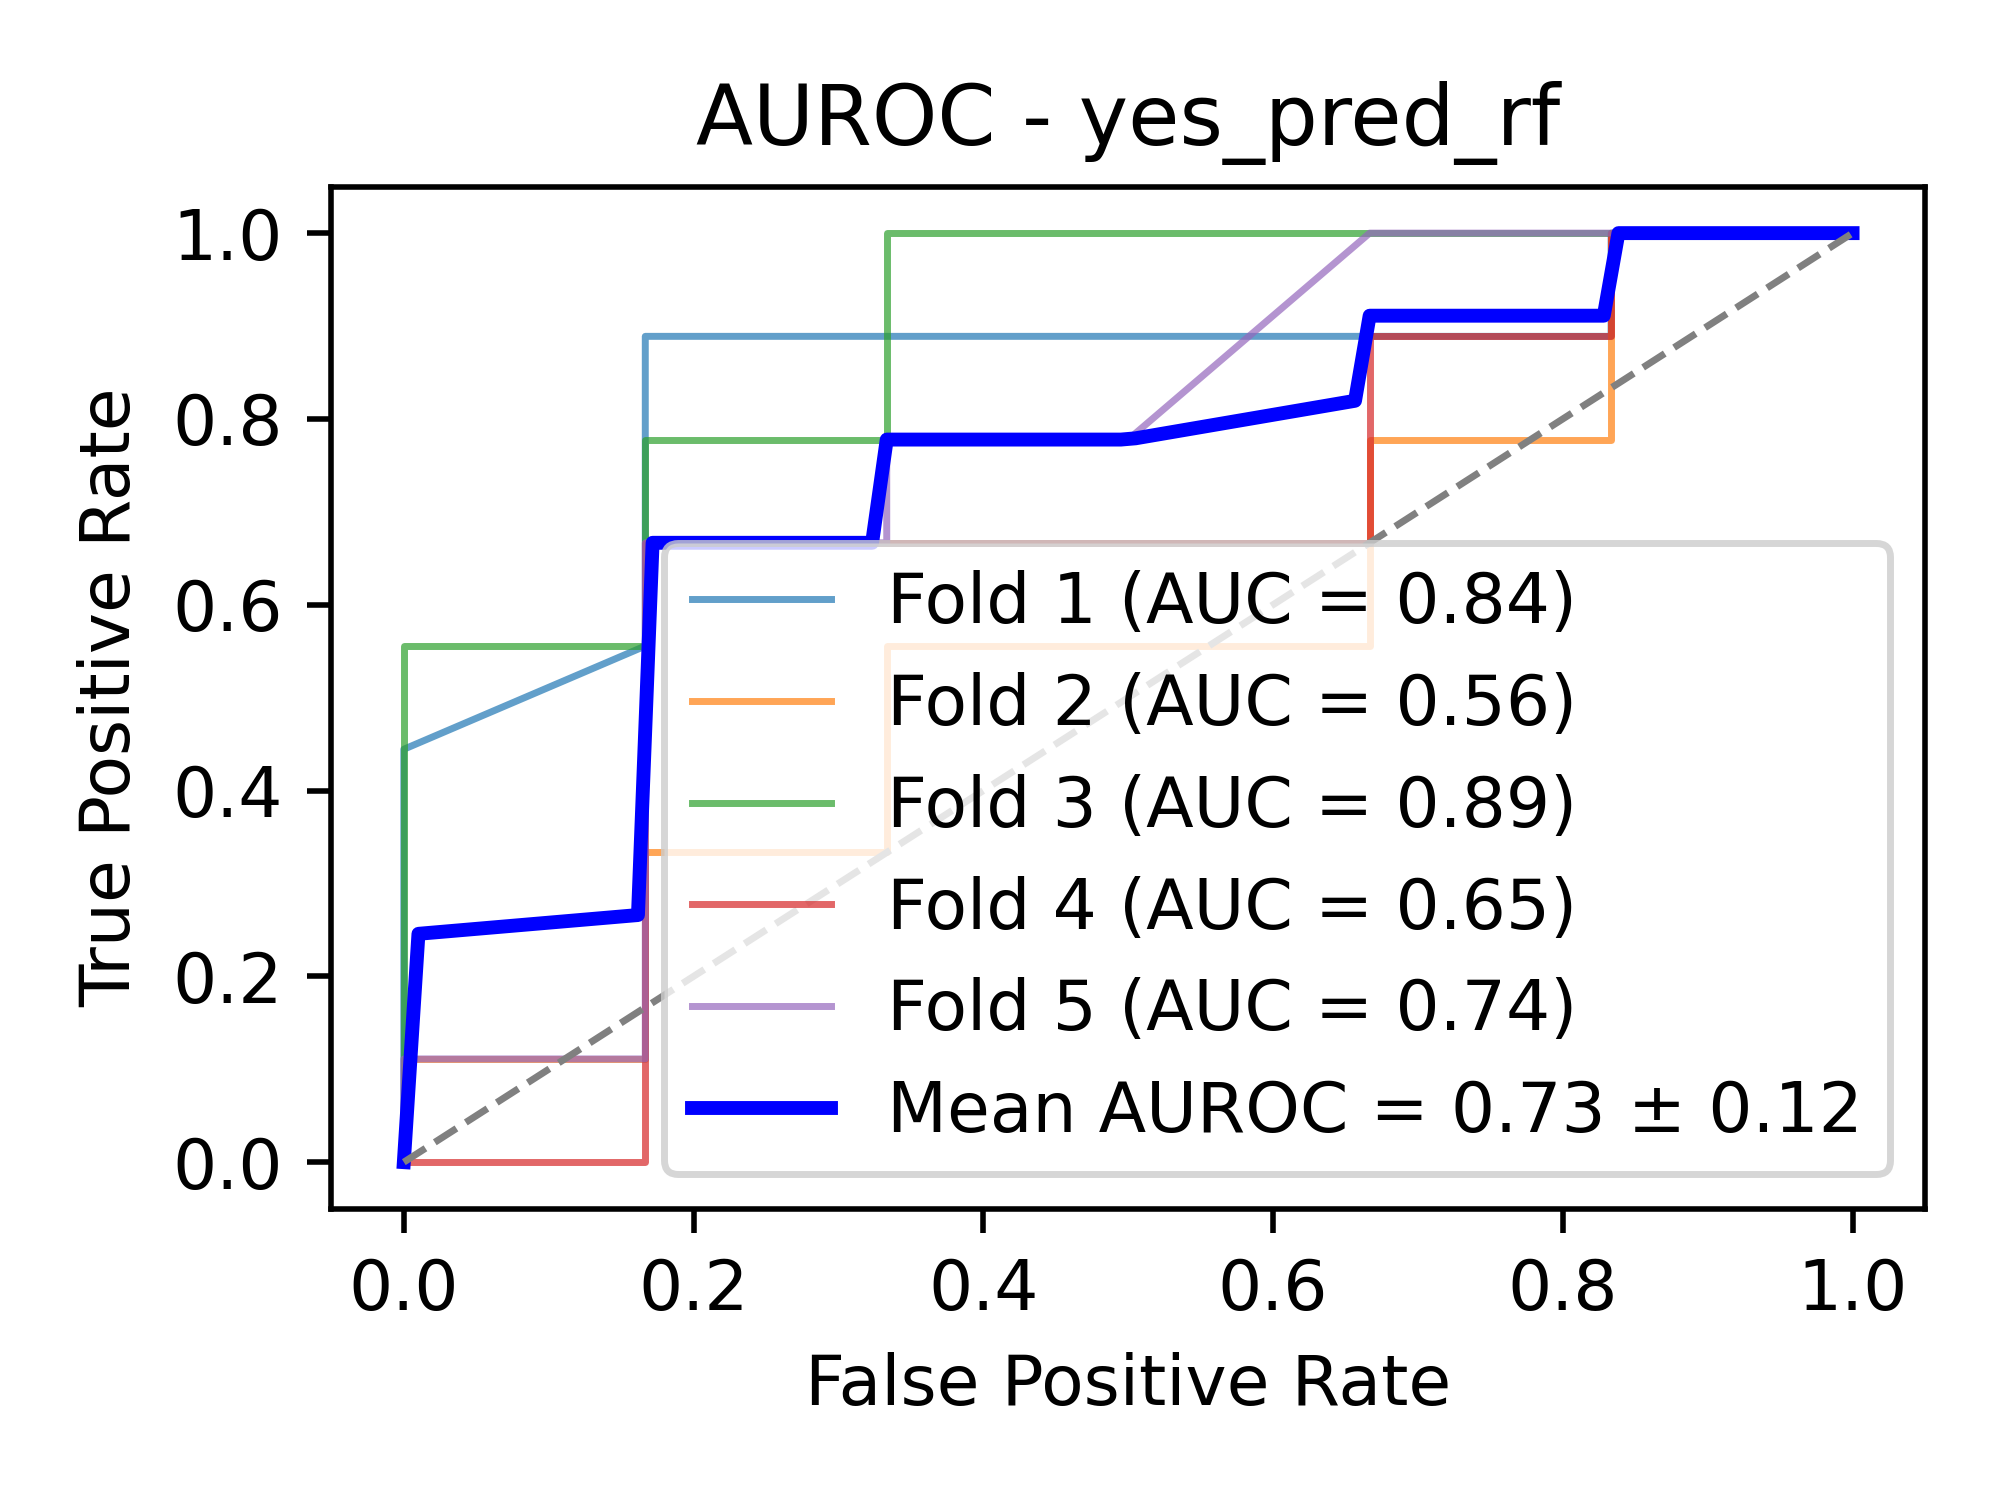 AUROC - yes_pred_rf
True Positive Rate
1.0
0.8
0.6
0.4
0.2
0.0
Fold 1 (AUC = 0.84)
Fold 2 (AUC = 0.56)
Fold 3 (AUC = 0.89)
Fold 4 (AUC = 0.65)
Fold 5 (AUC = 0.74)
Mean AUROC = 0.73 ± 0.12
0.0 0.2 0.4 0.6 0.8 1.0
False Positive Rate